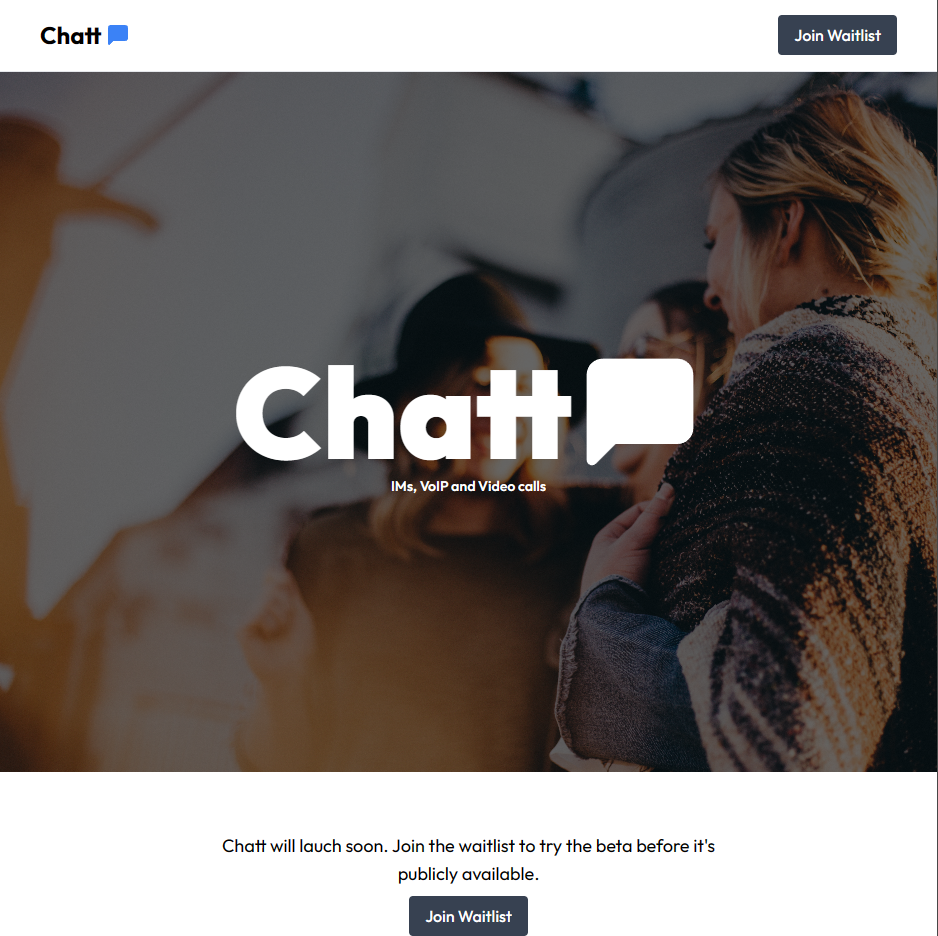 Chatt
Join Waitlist
Chatt
IMs, VoIP and Video calls
Chatt will lauch soon. Join the waitlist to try the beta before it's
publicly available.
Join Waitlist